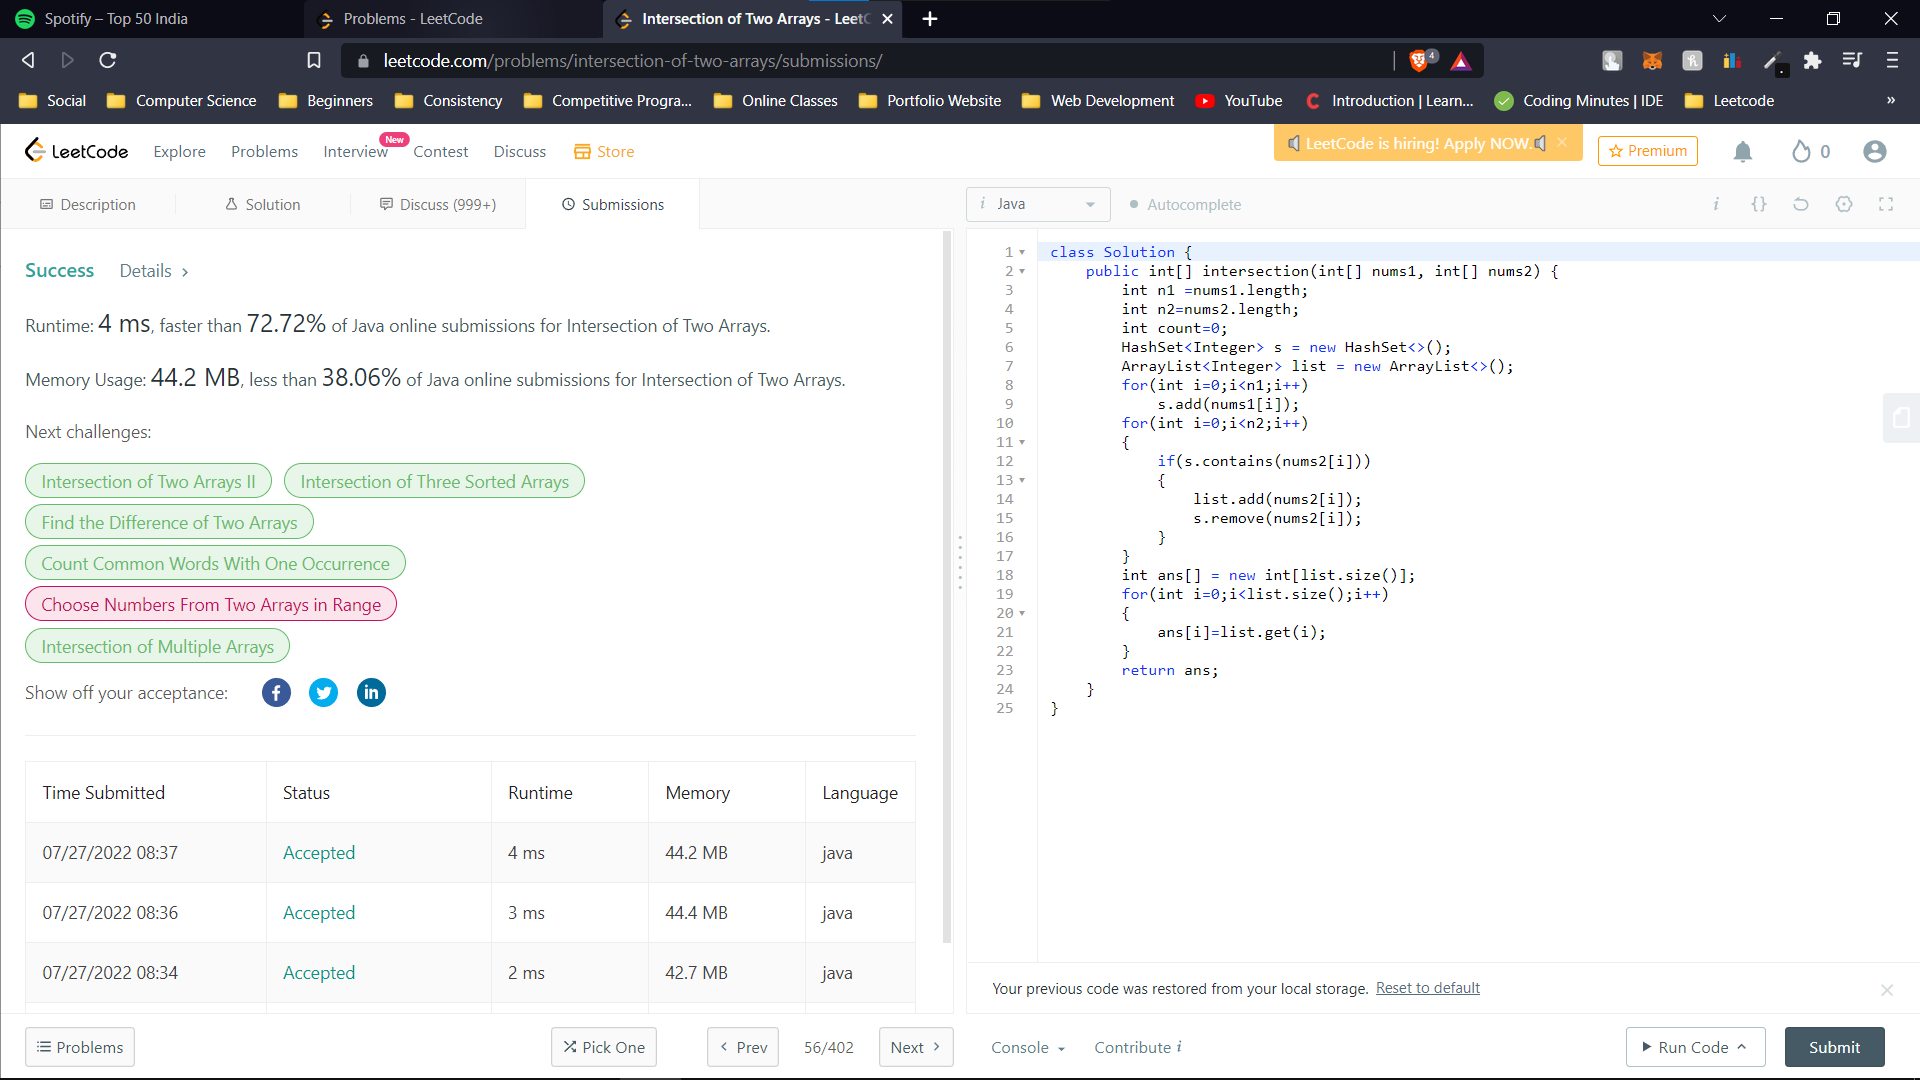 Spotify – Top 50 India
Problems - LeetCode
Intersection of Two Arrays - LeetC
leetcode.com/problems/intersection-of-two-arrays/submissions/
4
Social
Computer Science
Beginners
Consistency
Competitive Progra...
Online Classes
Portfolio Website
Web Development
YouTube
Introduction | Learn...
Coding Minutes | IDE
Leetcode
»
LeetCode
Explore
Problems
Interview
New
Contest
Discuss
Store
LeetCode is hiring! Apply NOW.
Premium
0
Description
Solution
Discuss (999+)
Submissions
i Java
Autocomplete
i
{}
Success
Details >
Runtime: 4 ms, faster than 72.72% of Java online submissions for Intersection of Two Arrays.
Memory Usage: 44.2 MB, less than 38.06% of Java online submissions for Intersection of Two Arrays.
Next challenges:
Intersection of Two Arrays II
Intersection of Three Sorted Arrays
Find the Difference of Two Arrays
Count Common Words With One Occurrence
Choose Numbers From Two Arrays in Range
Intersection of Multiple Arrays
Show off your acceptance:
Time Submitted Status Runtime Memory Language
07/27/2022 08:37 Accepted 4 ms 44.2 MB java
07/27/2022 08:36 Accepted 3 ms 44.4 MB java
07/27/2022 08:34 Accepted 2 ms 42.7 MB java
1 class Solution {
2 public int[] intersection(int[] nums1, int[] nums2) {
3 int n1 =nums1.length;
4 int n2=nums2.length;
5 int count=0;
6 HashSet<Integer> s = new HashSet<>();
7 ArrayList<Integer> list = new ArrayList<>();
8 for(int i=0;i<n1;i++)
9 s.add(nums1[i]);
10 for(int i=0;i<n2;i++)
11 {
12 if(s.contains(nums2[i]))
13 {
14 list.add(nums2[i]);
15 s.remove(nums2[i]);
16 }
17 }
18 int ans[] = new int[list.size()];
19 for(int i=0;i<list.size();i++)
20 {
21 ans[i]=list.get(i);
22 }
23 return ans;
24 }
25 }
Your previous code was restored from your local storage. Reset to default
Problems
Pick One
< Prev
56/402
Next >
Console
Contribute i
Run Code
Submit